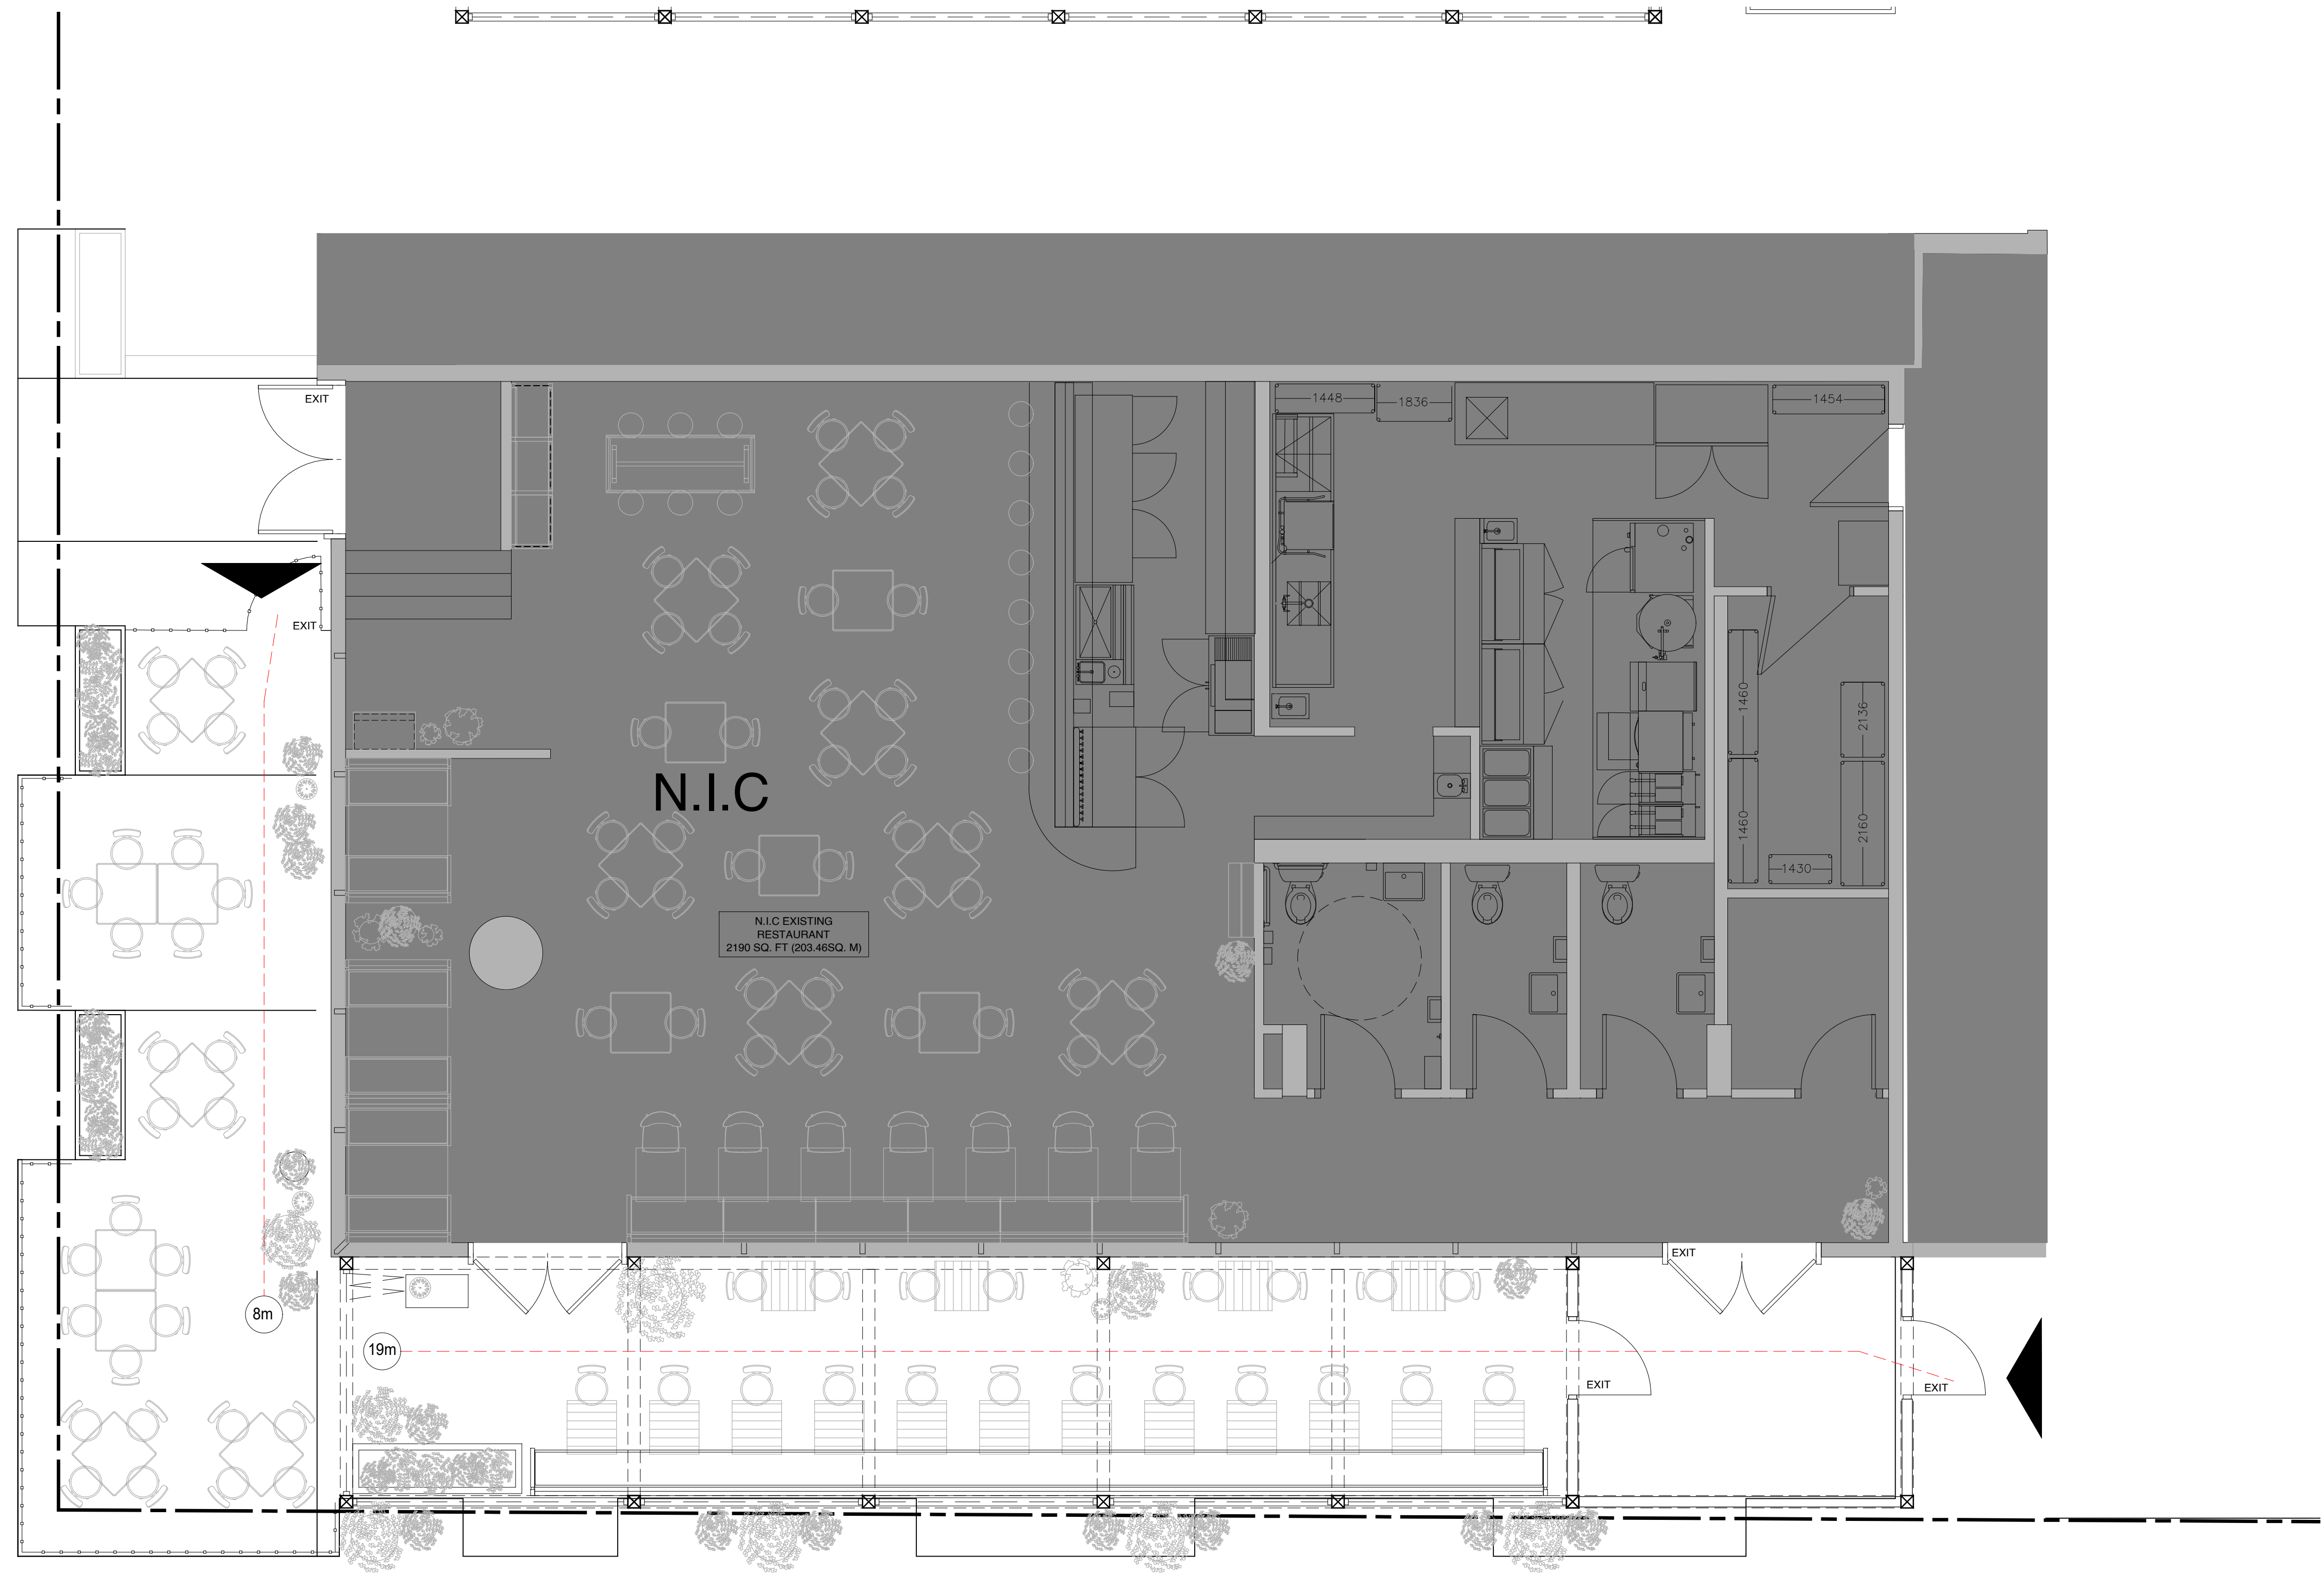 EXIT
1448
1836
1454
EXIT
1460
2136
N.I.C
1460
2160
1430
N.I.C EXISTING
RESTAURANT
2190 SQ. FT (203.46SQ. M)
EXIT
8m
19m
EXIT
EXIT